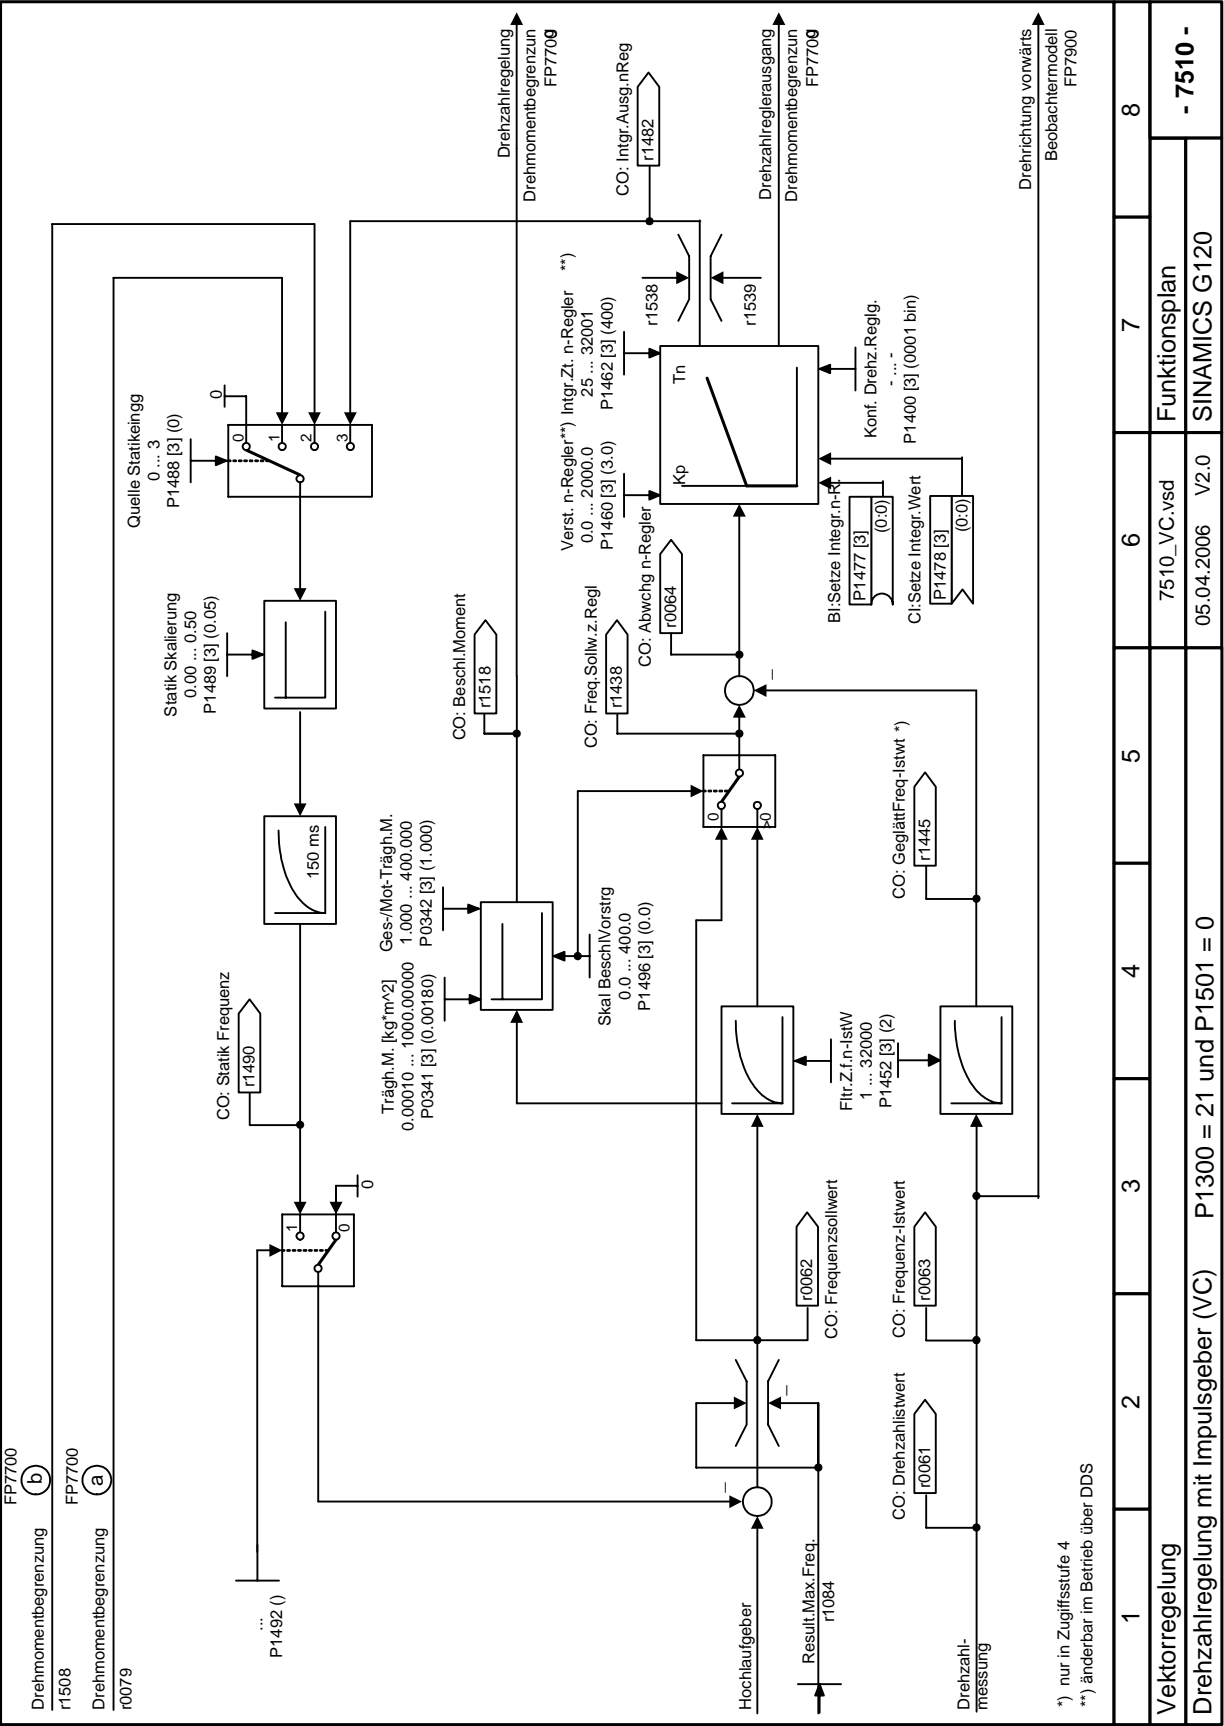 FP7700
b
Drehmomentbegrenzung
r1508
FP7700
a
Drehmomentbegrenzung
r0079
...
P1492 ()
1
0
0
CO: Statik Frequenz
r1490
150 ms
Statik Skalierung
0.00 ... 0.50
P1489 [3] (0.05)
Quelle Statikeingg
0 ... 3
P1488 [3] (0)
0
0
1
2
3
Trägh.M. [kg*m^2]
0.00010 ... 1000.00000
P0341 [3] (0.00180)
Ges-/Mot-Trägh.M.
1.000 ... 400.000
P0342 [3] (1.000)
Skal BeschlVorstrg
0.0 ... 400.0
P1496 [3] (0.0)
CO: Beschl.Moment
r1518
Drehzahlregelung
Drehmomentbegrenzung
FP7700
CO: Freq.Sollw.z.Regl
r1438
CO: Abwchg n-Regler
r0064
Verst. n-Regler**)
0.0 ... 2000.0
P1460 [3] (3.0)
Intgr.Zt. n-Regler **)
25 ... 32001
P1462 [3] (400)
CO: Intgr.Ausg.nReg
r1482
r1538
r1539
Kp
Tn
Drehzahlreglerausgang
Drehmomentbegrenzung
FP7700
Hochlaufgeber
–
Result.Max.Freq.
r1084
–
r0062
CO: Frequenzsollwert
Fltr.Z.f.n-IstW
1 ... 32000
P1452 [3] (2)
0
^0
–
BI:Setze Integr.n-R.
P1477 [3]
(0:0)
CI:Setze Integr.Wert
P1478 [3]
(0:0)
Konf. Drehz.Reglg.
- ... -
P1400 [3] (0001 bin)
CO: Drehzahlistwert
r0061
CO: Frequenz-Istwert
r0063
CO: GeglättFreq-Istwt *)
r1445
Drehzahl-
messung
Drehrichtung vorwärts
Beobachtermodell
FP7900
*) nur in Zugiffsstufe 4
**) änderbar im Betrieb über DDS
1 2 3 4 5 6 7 8
Vektorregelung 7510_VC.vsd Funktionsplan - 7510 -
Drehzahlregelung mit Impulsgeber (VC) P1300 = 21 und P1501 = 0 05.04.2006 V2.0 SINAMICS G120